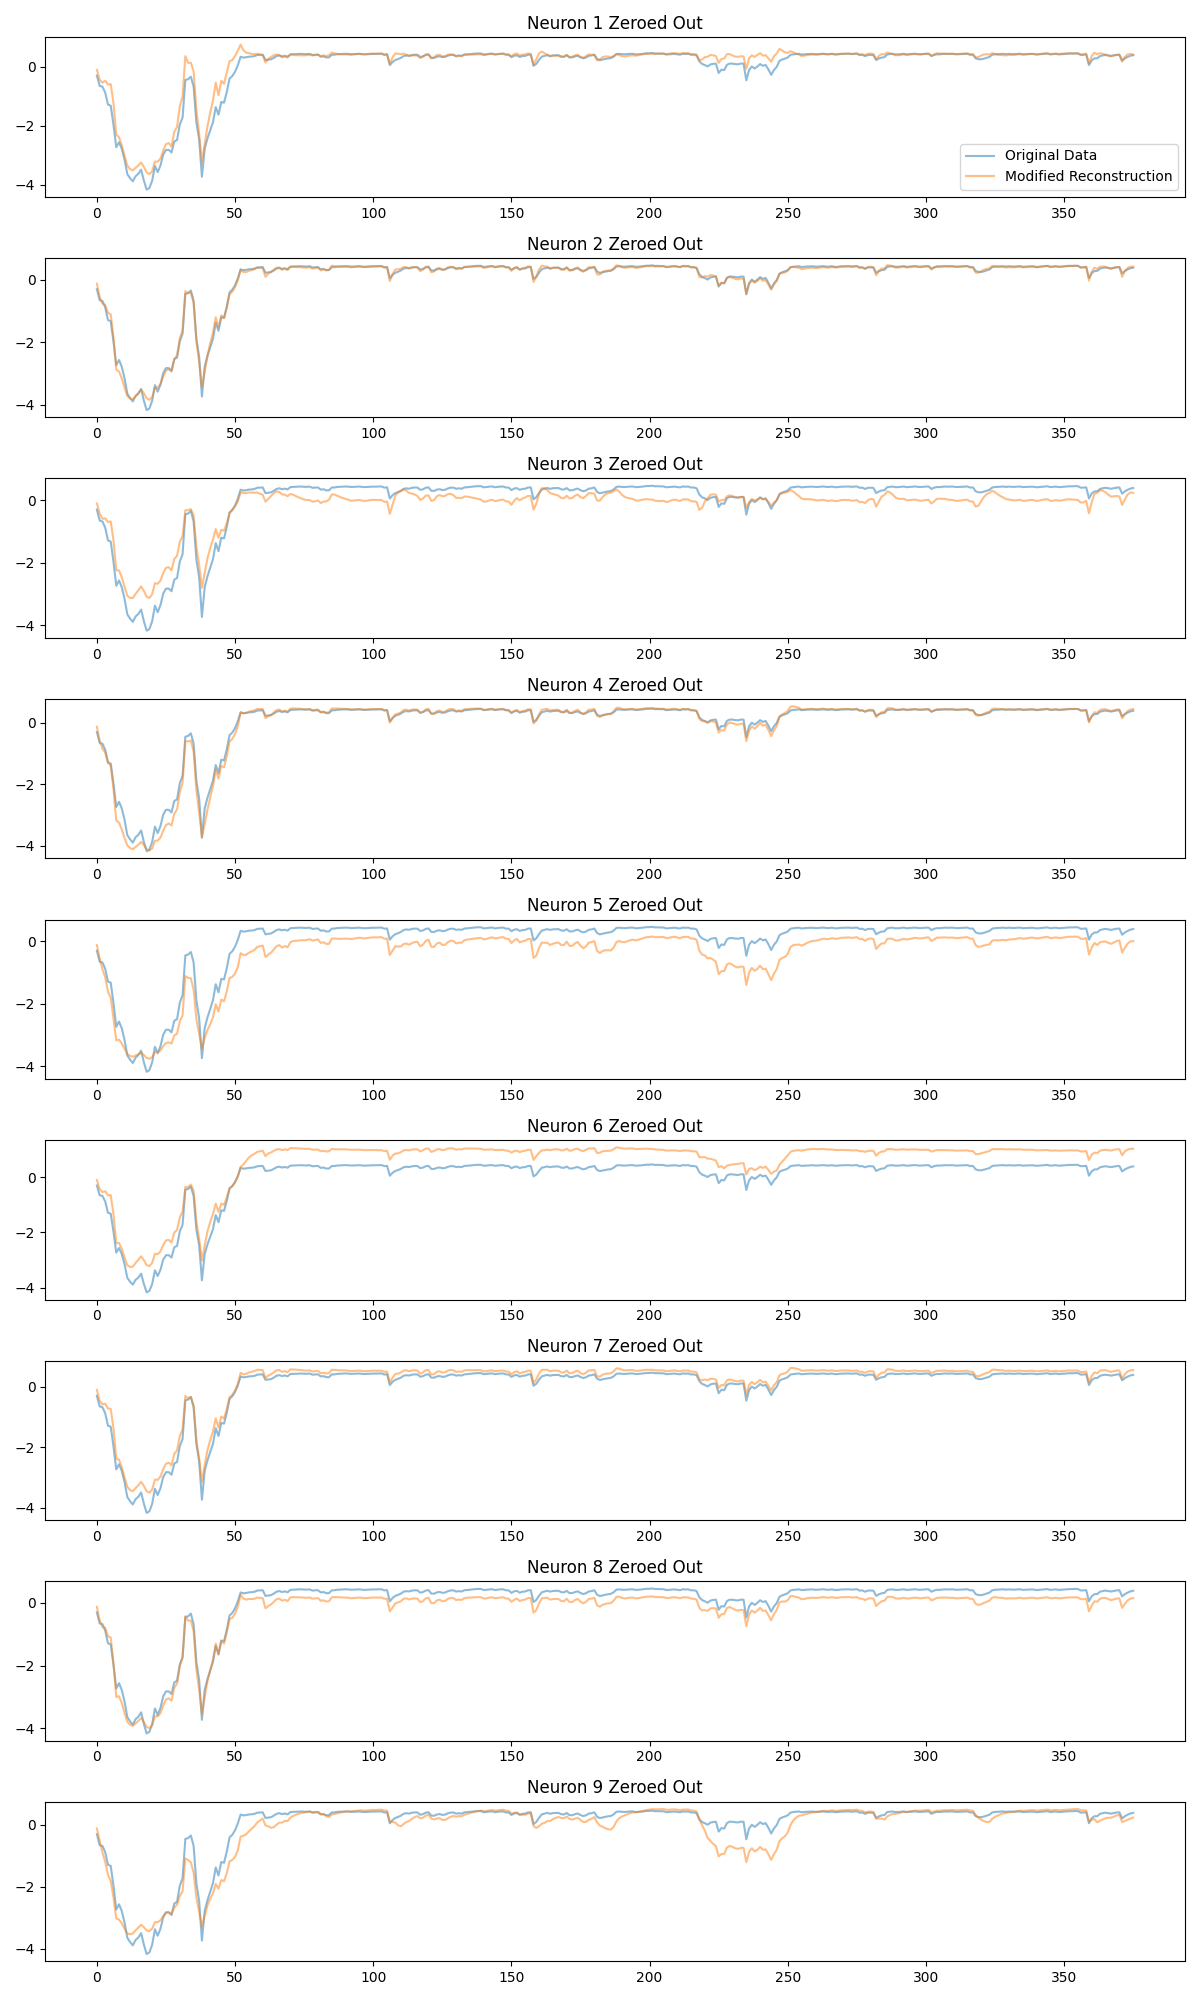 Neuron 1 Zeroed Out
0
−2
−4
Original Data
Modified Reconstruction
0 50 100 150 200 250 300 350
Neuron 2 Zeroed Out
0
−2
−4
0 50 100 150 200 250 300 350
Neuron 3 Zeroed Out
0
−2
−4
0 50 100 150 200 250 300 350
Neuron 4 Zeroed Out
0
−2
−4
0 50 100 150 200 250 300 350
Neuron 5 Zeroed Out
0
−2
−4
0 50 100 150 200 250 300 350
Neuron 6 Zeroed Out
0
−2
−4
0 50 100 150 200 250 300 350
Neuron 7 Zeroed Out
0
−2
−4
0 50 100 150 200 250 300 350
Neuron 8 Zeroed Out
0
−2
−4
0 50 100 150 200 250 300 350
Neuron 9 Zeroed Out
0
−2
−4
0 50 100 150 200 250 300 350